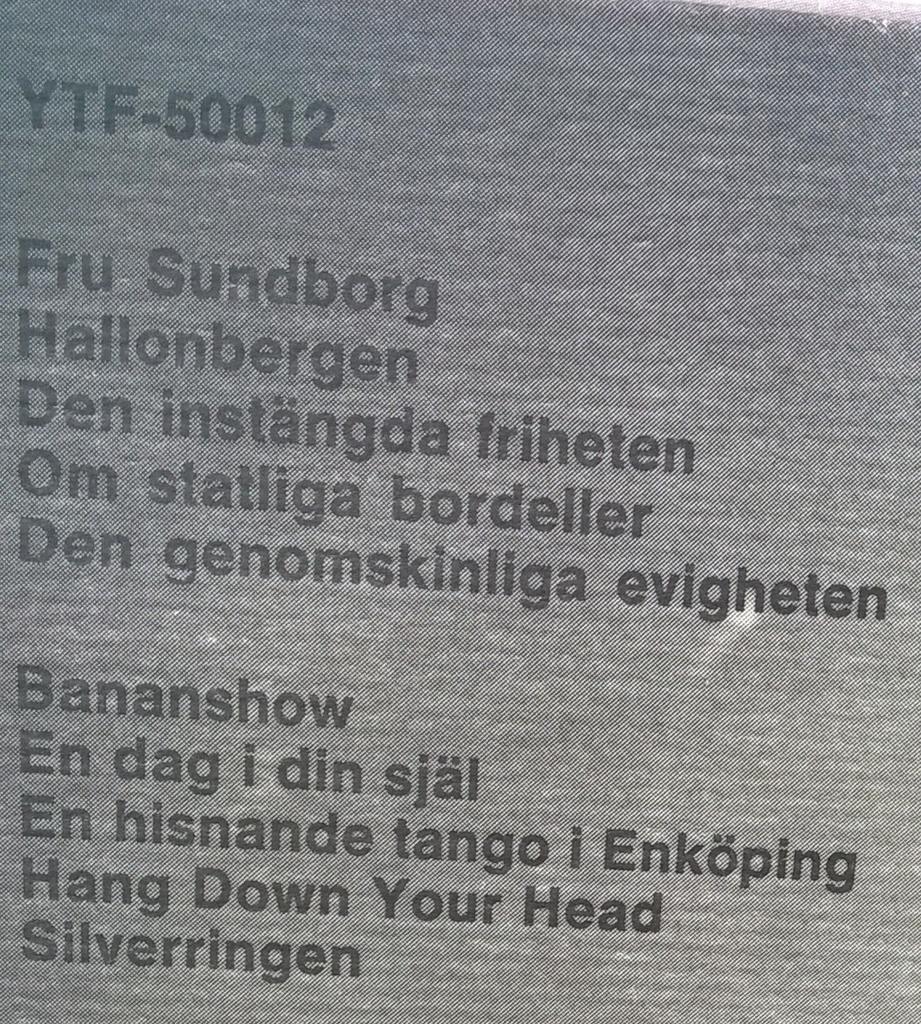 YTF-50012
Fru Sundborg
Hallonbergen
Den instängda friheten
Om statliga bordeller
Den genomskinliga evigheten
Bananshow
En dag i din själ
En hisnande tango i Enköping
Hang Down Your Head
Silverringen